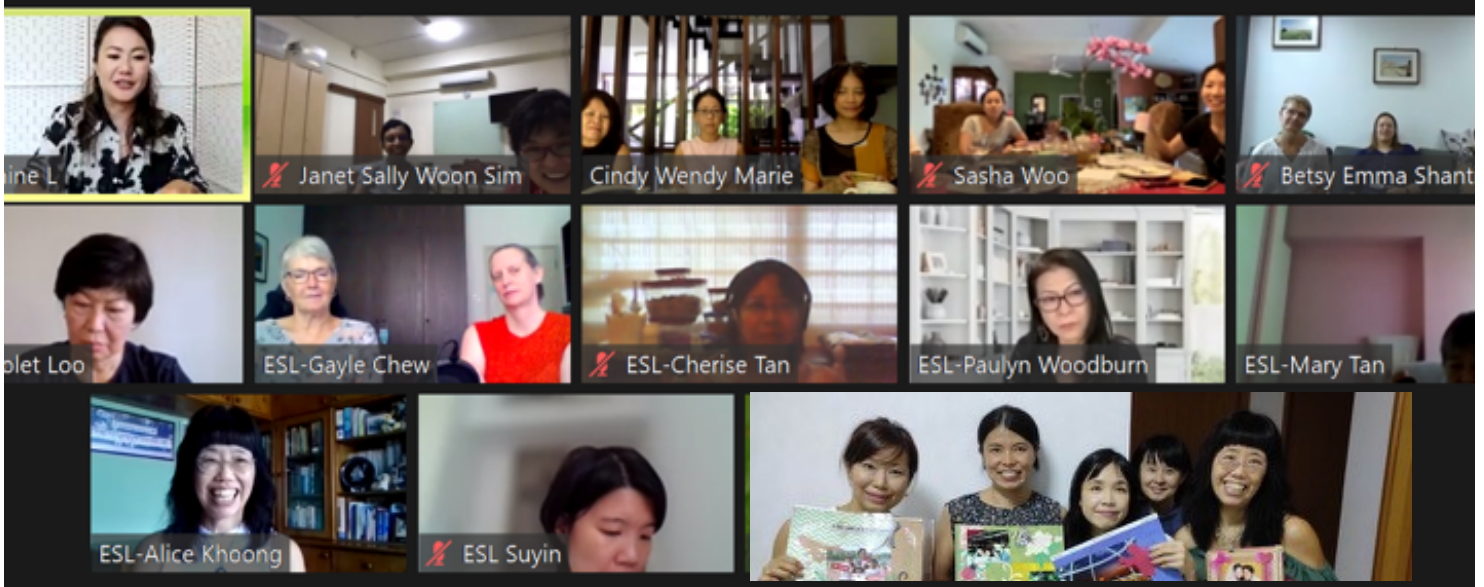 ine L
Janet Sally Woon Sim
Cindy Wendy Marie
Sasha Woo
Betsy Emma Shant
olet Loo
ESL-Gayle Chew
ESL-Cherise Tan
ESL-Paulyn Woodburn
ESL-Mary Tan
ESL-Alice Khoong
ESL Suyin